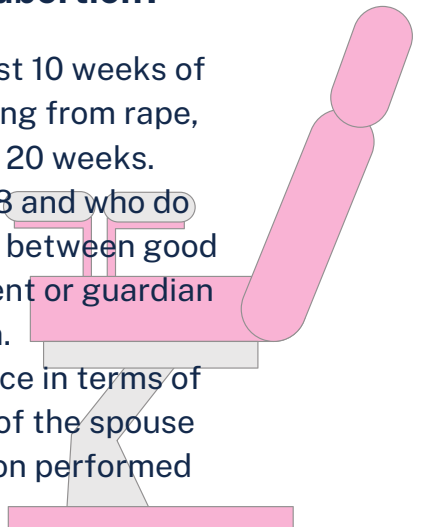 abortion?
st 10 weeks of
ng from rape,
20 weeks.
8 and who do
between good
ent or guardian
n.
ce in terms of
of the spouse
on performed